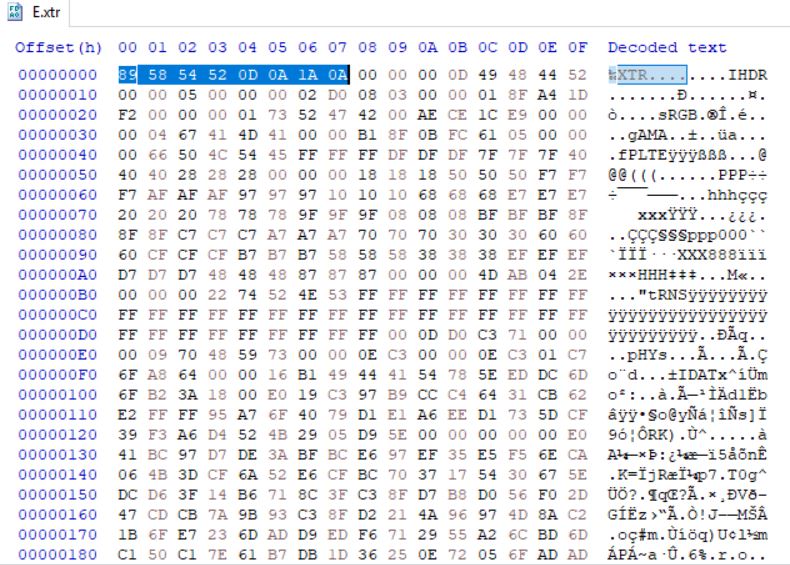 E.xtr
Offset(h) 00 01 02 03 04 05 06 07 08 09 0A 0B 0C 0D 0E 0F Decoded text
00000000 89 58 54 52 0D 0A 1A 0A 00 00 00 0D 49 48 44 52 ‰XTR........IHDR
00000010 00 00 05 00 00 00 02 D0 08 03 00 00 01 8F A4 1D .......Ð......¤.
00000020 F2 00 00 00 01 73 52 47 42 00 AE CE 1C E9 00 00 ò....sRGB.®Î.é..
00000030 00 04 67 41 4D 41 00 00 B1 8F 0B FC 61 05 00 00 ..gAMA..±..üa...
00000040 00 66 50 4C 54 45 FF FF FF DF DF DF 7F 7F 7F 40 .fPLTEÿÿÿßßß...@
00000050 40 40 28 28 28 00 00 00 18 18 18 50 50 50 F7 F7 @@(((......PPP÷÷
00000060 F7 AF AF AF 97 97 97 10 10 10 68 68 68 E7 E7 E7 ÷¯¯¯———...hhhççç
00000070 20 20 20 78 78 78 9F 9F 9F 08 08 08 BF BF BF 8F xxxŸŸŸ...¿¿¿.
00000080 8F 8F C7 C7 C7 A7 A7 A7 70 70 70 30 30 30 60 60 ..ÇÇÇ§§§ppp000``
00000090 60 CF CF CF B7 B7 B7 58 58 58 38 38 38 EF EF EF `ÏÏÏ···XXX888ïïï
000000A0 D7 D7 D7 48 48 48 87 87 87 00 00 00 4D AB 04 2E ×××HHH‡‡‡...M«..
000000B0 00 00 00 22 74 52 4E 53 FF FF FF FF FF FF FF FF ..."tRNSÿÿÿÿÿÿÿÿ
000000C0 FF FF FF FF FF FF FF FF FF FF FF FF FF FF FF FF ÿÿÿÿÿÿÿÿÿÿÿÿÿÿÿÿ
000000D0 FF FF FF FF FF FF FF FF FF FF 00 0D D0 C3 71 00 00 ÿÿÿÿÿÿÿÿÿ..ÐÃq..
000000E0 00 09 70 48 59 73 00 00 0E C3 00 00 0E C3 01 C7 ..pHYs...Ã...Ã.Ç
000000F0 6F A8 64 00 00 16 B1 49 44 41 54 78 5E ED DC 6D o¨d...±IDATx^íÜm
00000100 6F B2 3A 18 00 E0 19 C3 97 B9 CC C4 64 31 CB 62 o²:..à.Ã—¹ÌÄd1Ëb
00000110 E2 FF FF 95 A7 6F 40 79 D1 E1 A6 EE D1 73 5D CF âÿÿ•§o@yÑá¦îÑs]Ï
00000120 39 F3 A6 D4 52 4B 29 05 D9 5E 00 00 00 00 00 E0 9ó¦ÔRK).Ù^.....à
00000130 41 BC 97 D7 DE 3A BF BC E6 97 EF 35 E5 F5 6E CA A¼—×Þ:¿¼æ—ï5åõnÊ
00000140 06 4B 3D CF 6A 52 E6 CF BC 70 37 17 54 30 67 5E .K=ÏjRæÏ¼p7.T0g^
00000150 DC D6 3F 14 B6 71 8C 3F C3 8F D7 B8 D0 56 F0 2D ÜÖ?.¶qŒ?Ã.×¸ÐVð-
00000160 47 CD CB 7A 9B 93 C3 8F D2 21 4A 96 97 4D 8A C2 GÍËz›“Ã.Ò!J–—MŠÂ
00000170 1B 6F E7 23 6D AD D9 ED F6 71 29 55 A2 6C BD 6D .oç#m.Ùíöq)U¢l½m
00000180 C1 50 C1 7E 61 B7 DB 1D 36 25 0E 72 05 6F AD AD ÁPÁ~a·Û.6%.r.o..